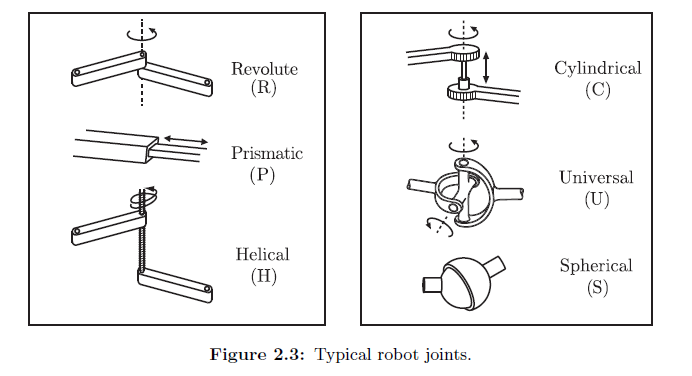 Revolute
(R)
Prismatic
(P)
Helical
(H)
Cylindrical
(C)
Universal
(U)
Spherical
(S)
Figure 2.3: Typical robot joints.